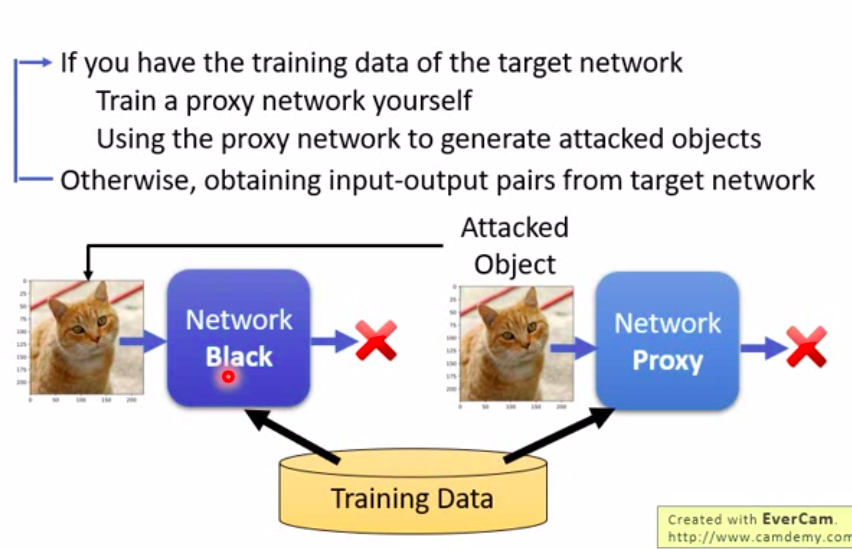 If you have the training data of the target network
Train a proxy network yourself
Using the proxy network to generate attacked objects
Otherwise, obtaining input-output pairs from target network
Attacked
Object
Network
Black
Network
Proxy
Training Data
0
25
50
75
100
125
150
175
200
0 50 100 150 200
0
25
50
75
100
125
150
175
200
0 50 100 150 200
Created with EverCam.
http://www.camdemy.com